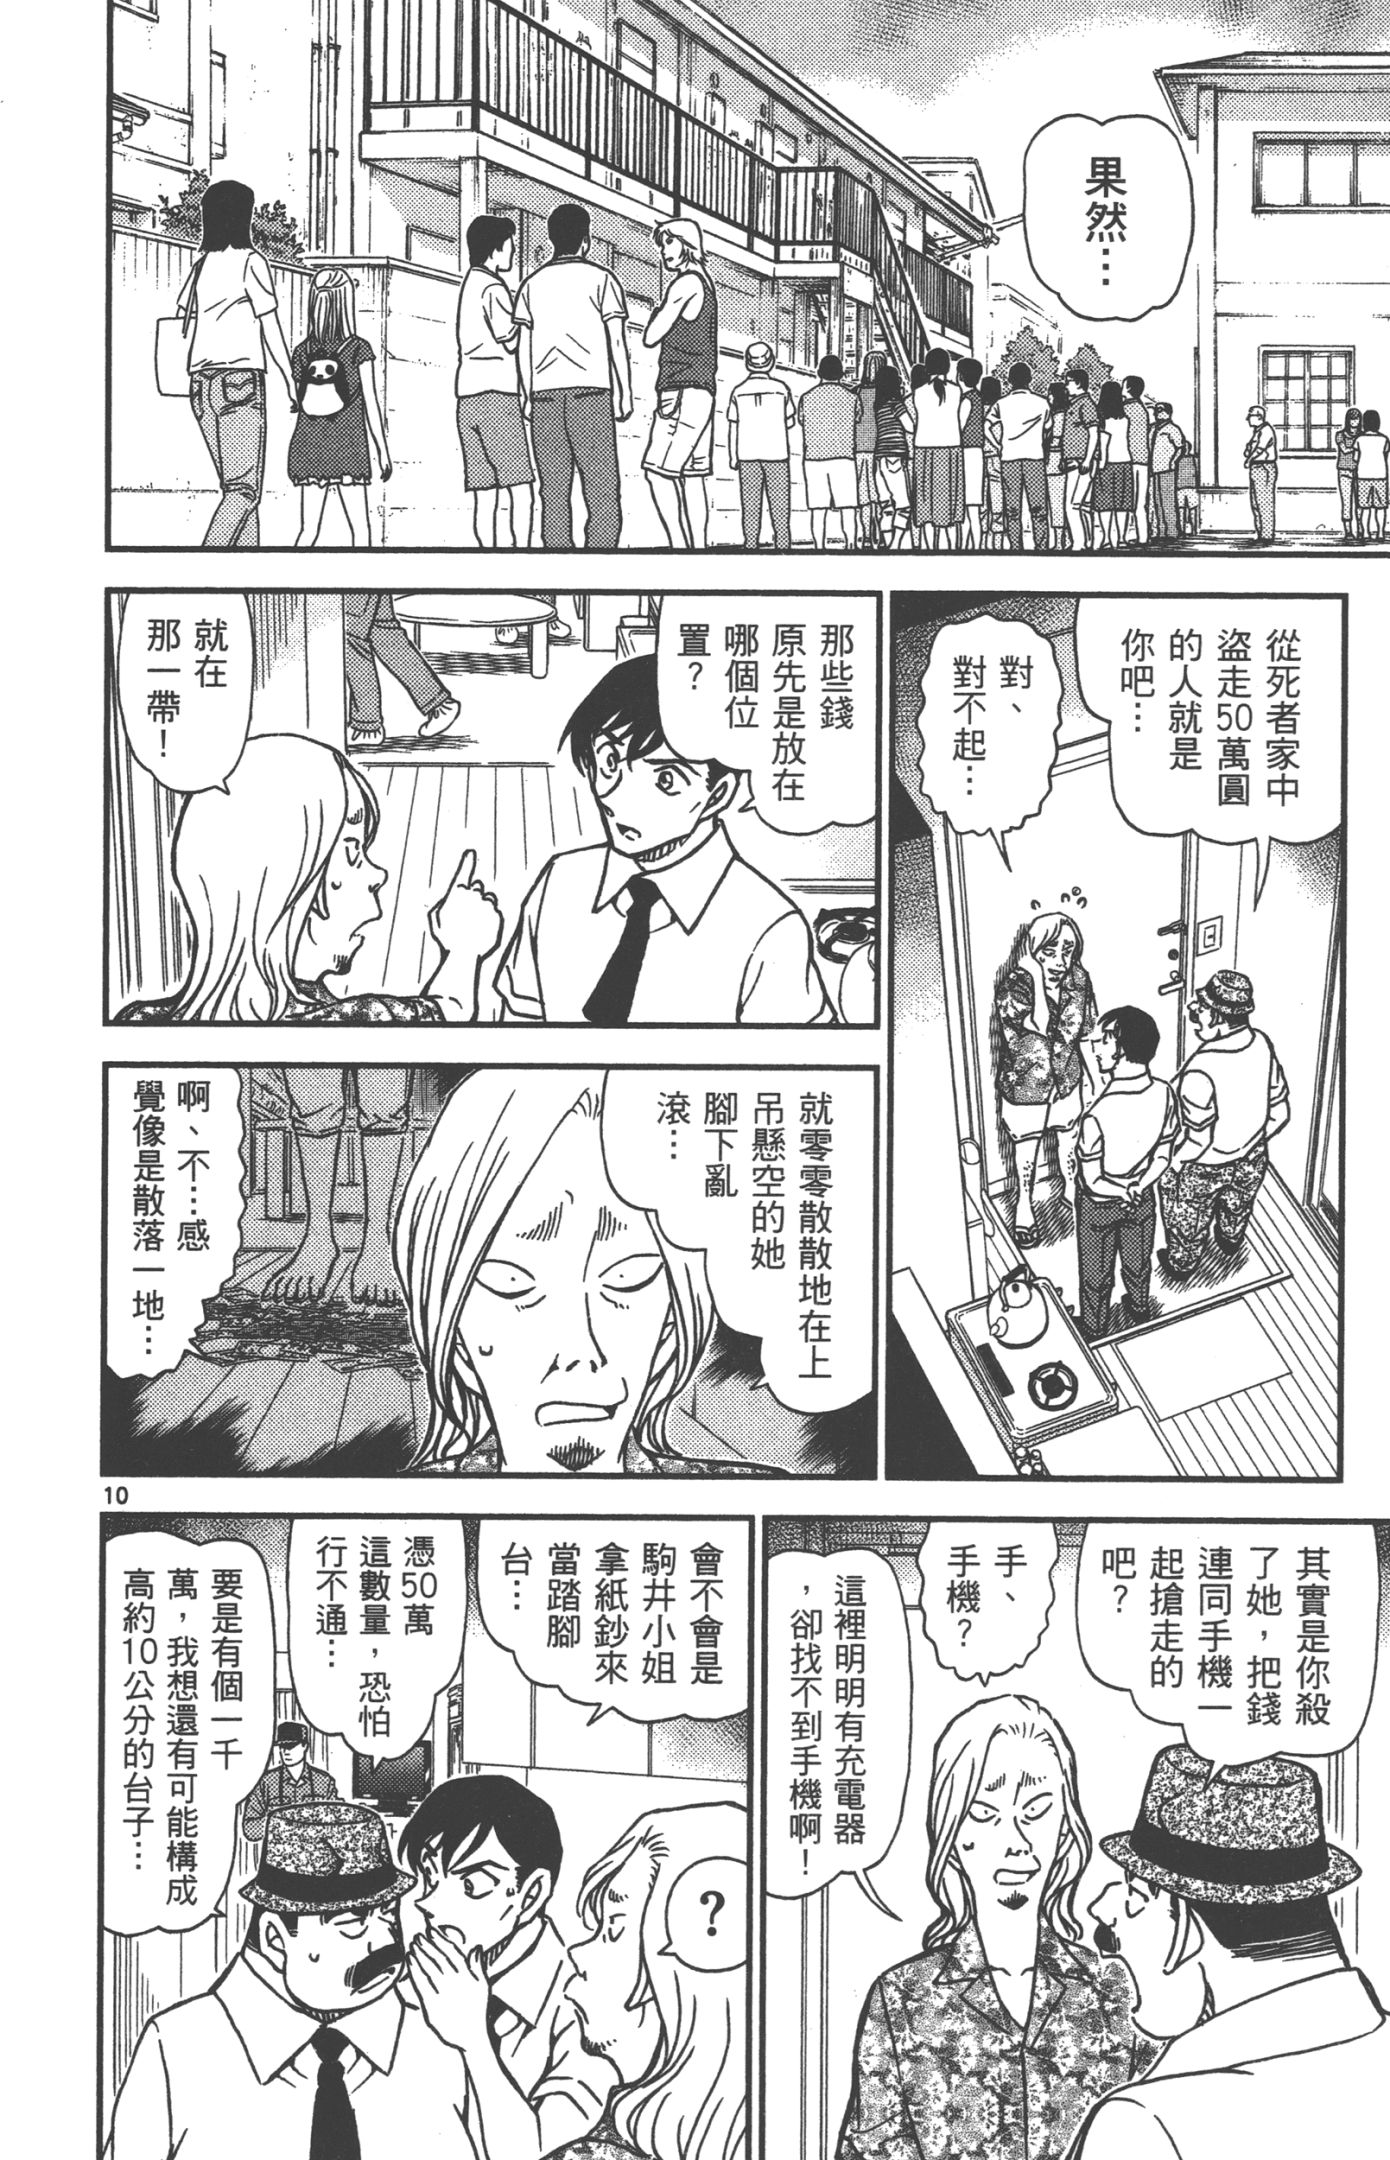 果然…
從死者家中
盜走50萬圓
的人就是
你吧…
對、
對不起…
那些錢
原先是放在
哪個位
置？
就在
那一帶！
就零零散散地在上
吊懸空的她
腳下亂
滾…
啊、不…感
覺像是散落一地…
10
其實是你殺
了她，把錢
連同手機一
起搶走的
吧？
手、
手機？
這裡明明有充電器
，卻找不到手機啊！
會不會是
駒井小姐
拿紙鈔來
當踏腳
台…
憑50萬
這數量，恐怕
行不通…
要是有個一千
萬，我想還有可能構成
高約10公分的台子…
？